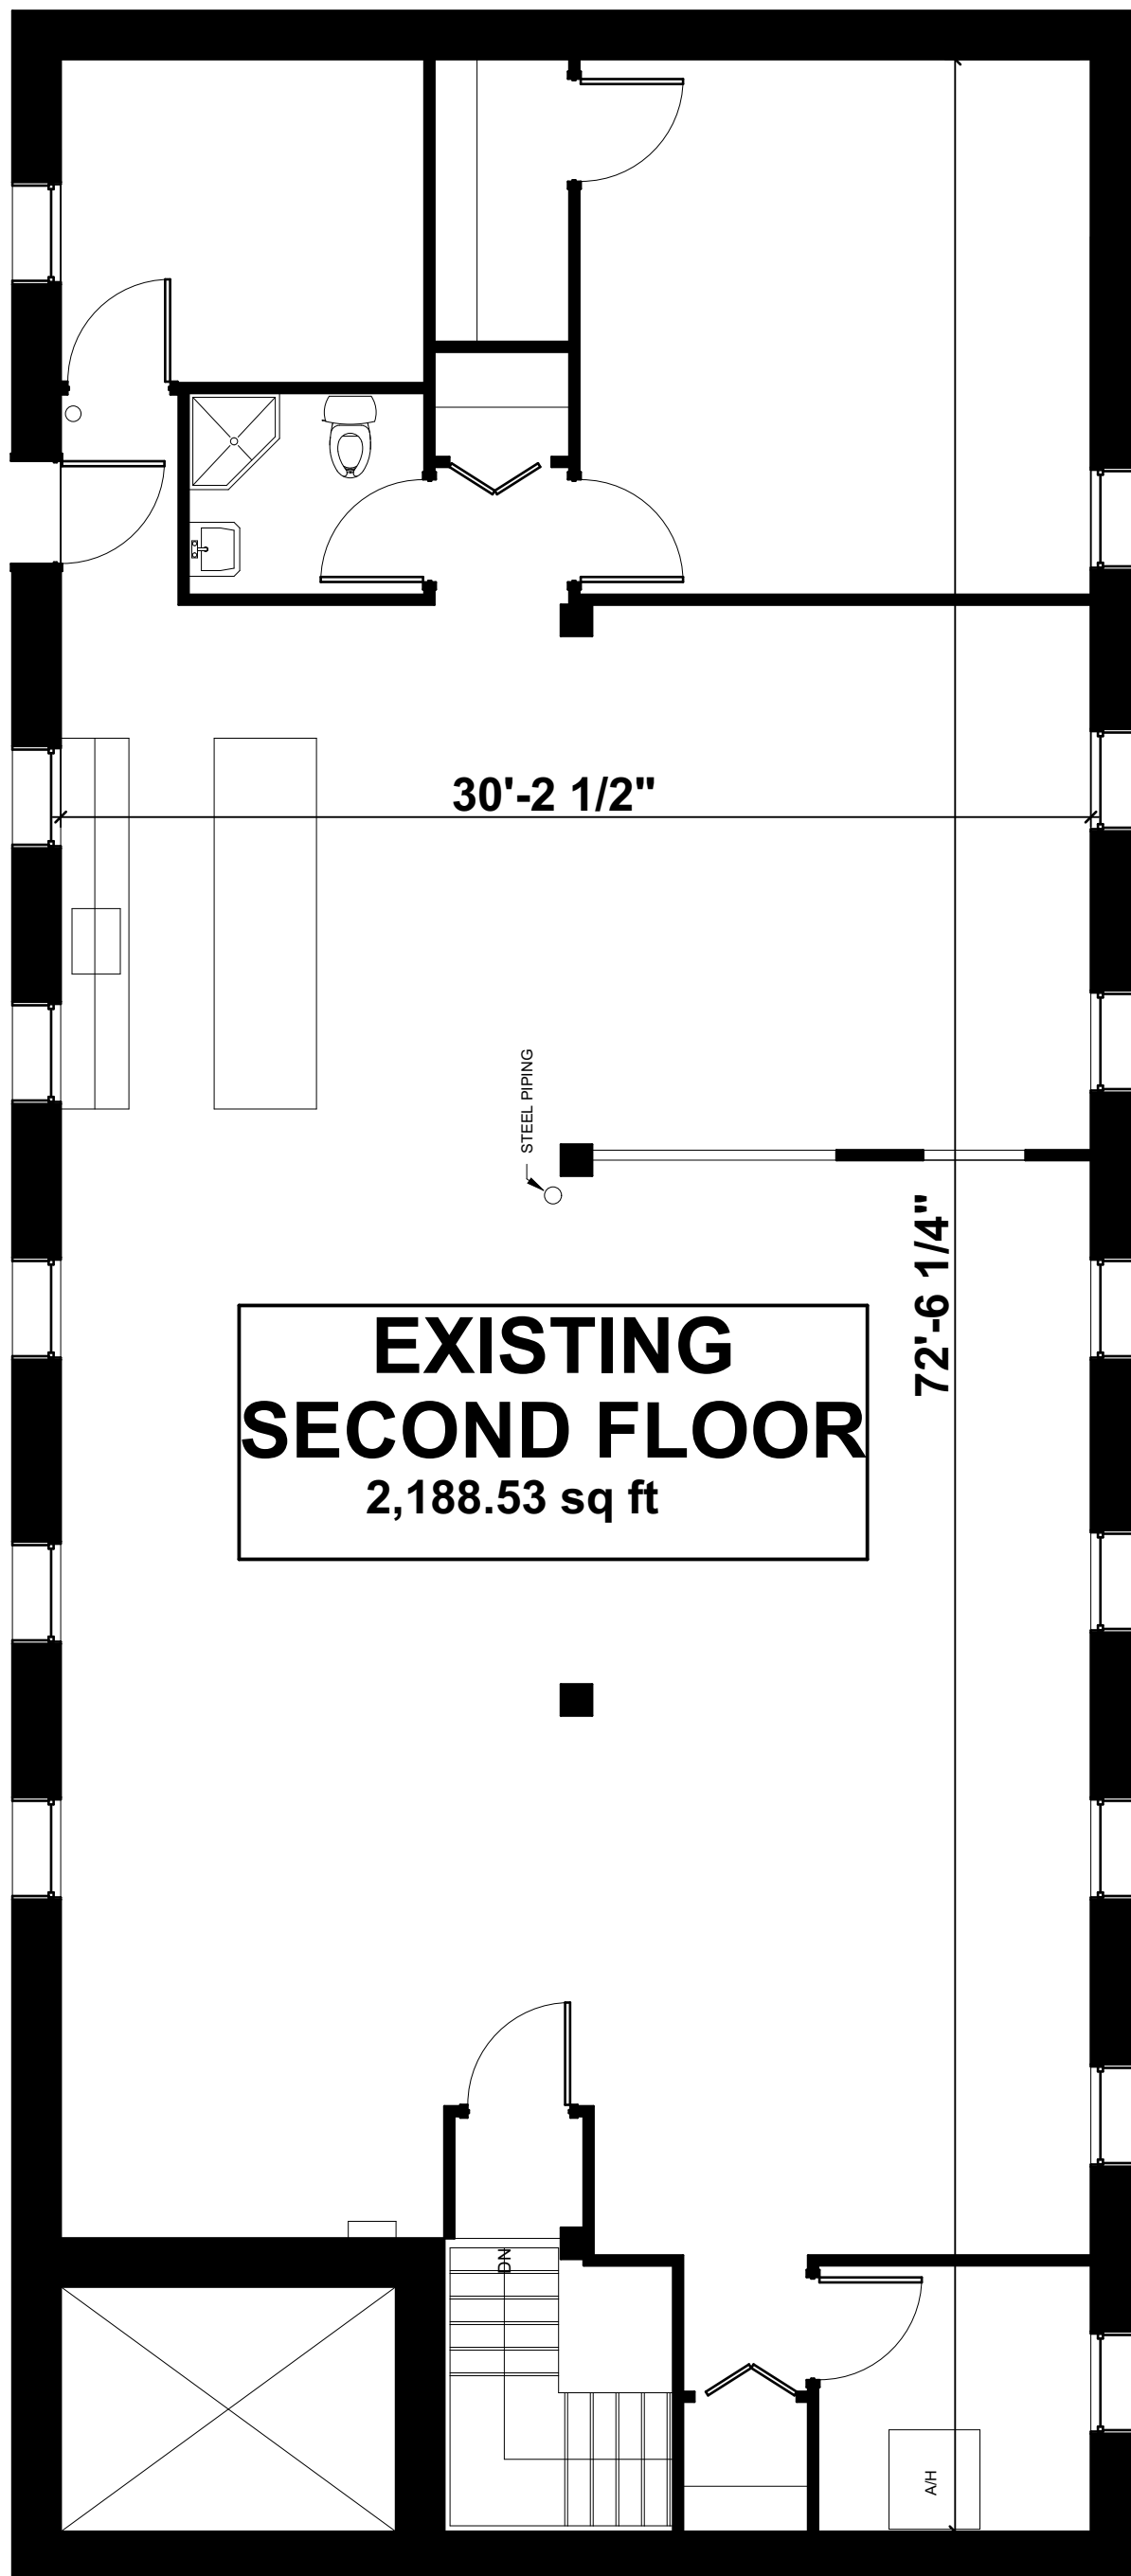 30'-2 1/2"
STEEL PIPING
72'-6 1/4"
EXISTING
SECOND FLOOR
2,188.53 sq ft
DN
A/H